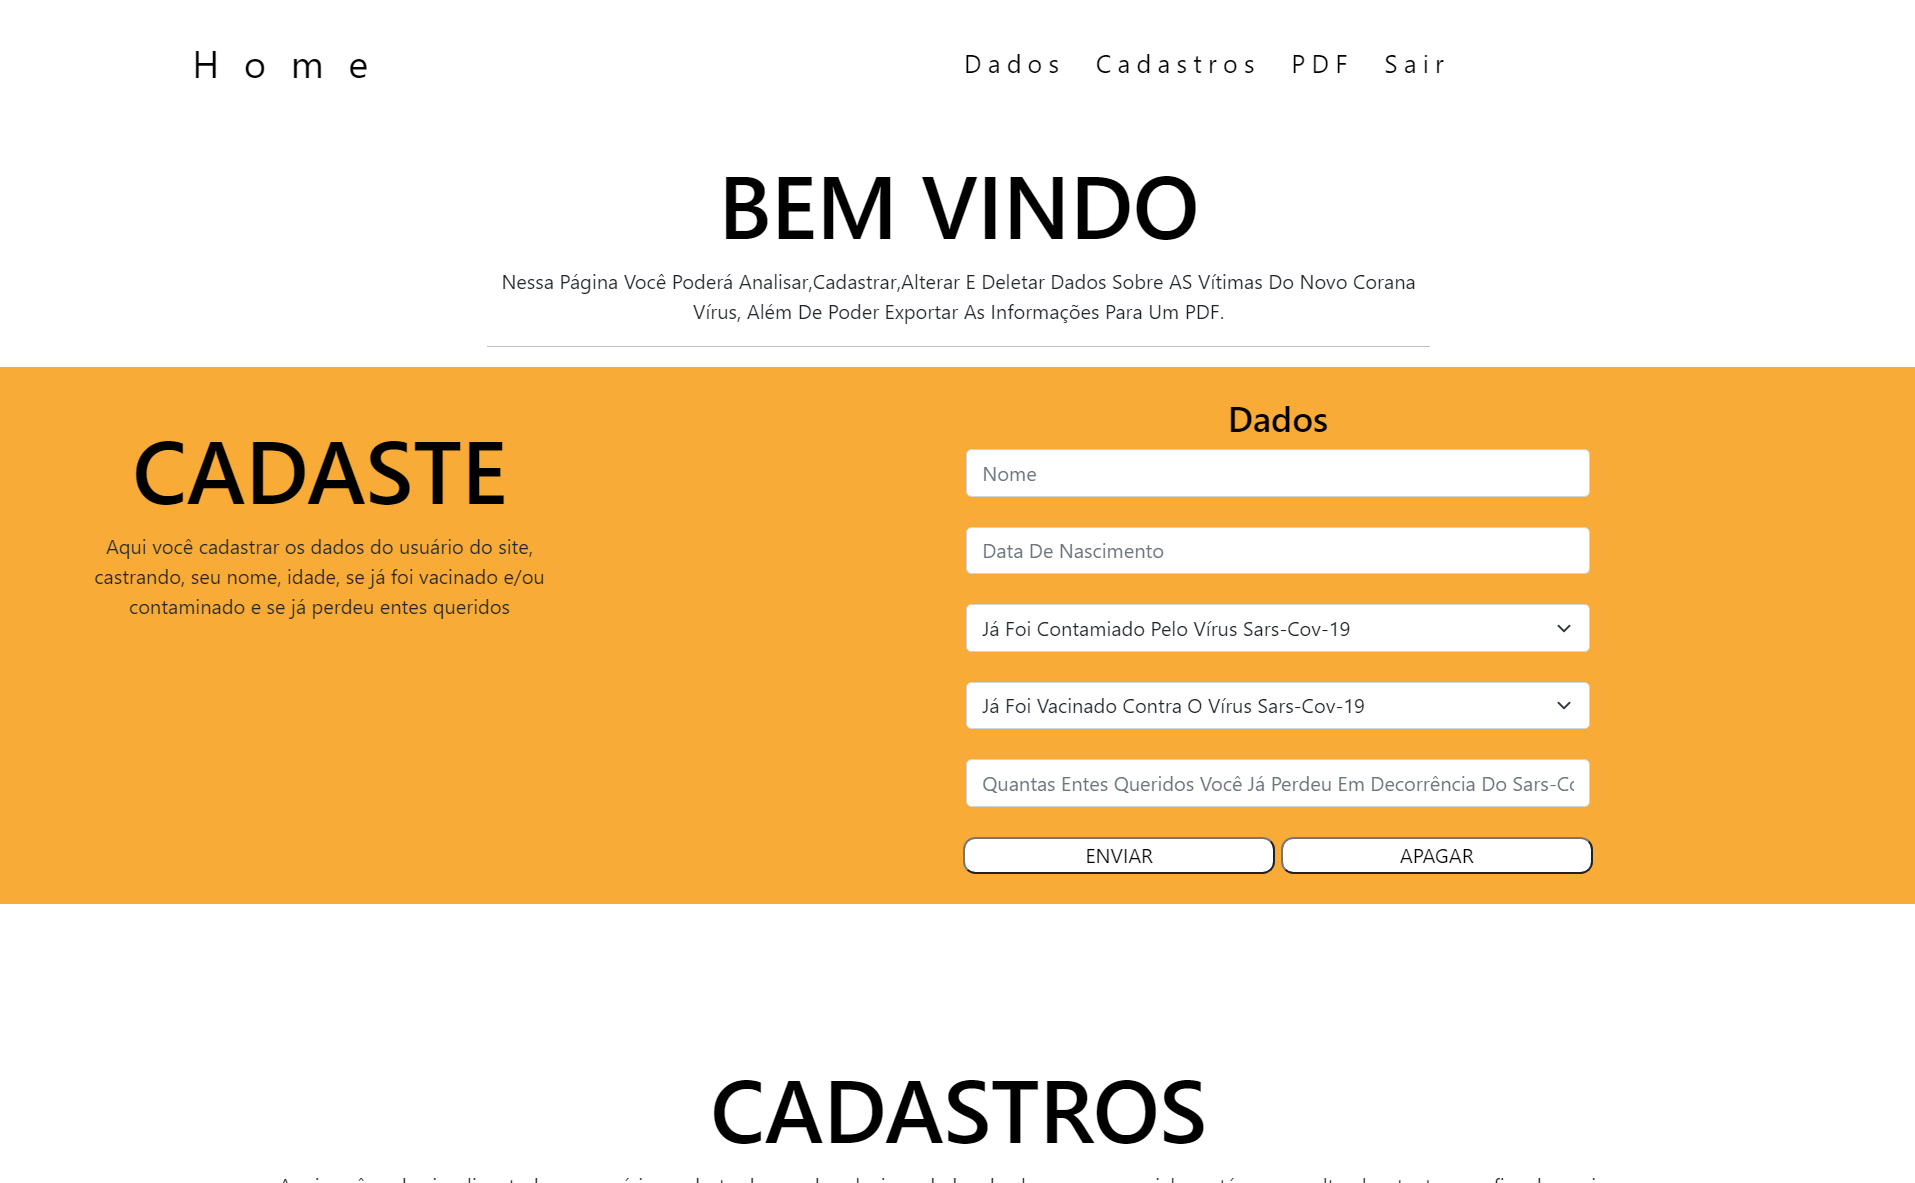 Home
Dados Cadastros PDF Sair
BEM VINDO
Nessa Página Você Poderá Analisar,Cadastrar,Alterar E Deletar Dados Sobre AS Vítimas Do Novo Corana
Vírus, Além De Poder Exportar As Informações Para Um PDF.
CADASTE
Aqui você cadastrar os dados do usuário do site,
castrando, seu nome, idade, se já foi vacinado e/ou
contaminado e se já perdeu entes queridos
Dados
Nome
Data De Nascimento
Já Foi Contamiado Pelo Vírus Sars-Cov-19
Já Foi Vacinado Contra O Vírus Sars-Cov-19
Quantas Entes Queridos Você Já Perdeu Em Decorrência Do Sars-Co
ENVIAR APAGAR
CADASTROS